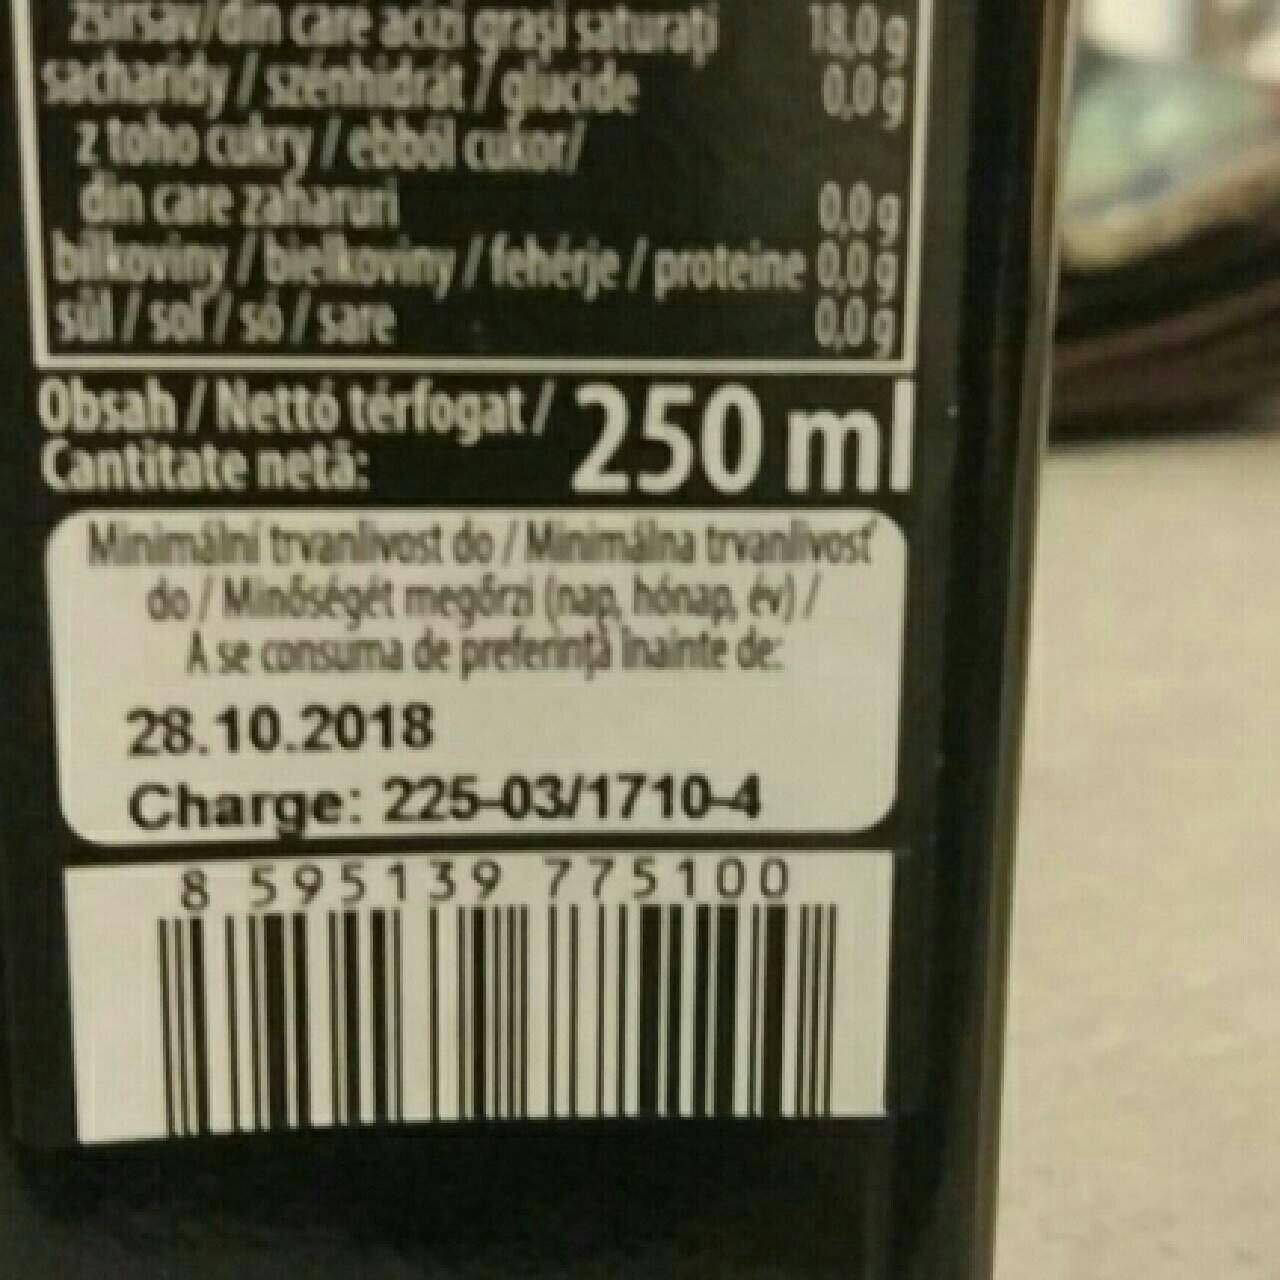 zsírsav/din care acizi grași saturați 18,0 g
sacharidy / szénhidrát / glucide 0,0 g
z toho cukry / ebből cukor/
din care zaharuri 0,0 g
bílkoviny / bielkoviny / fehérje / proteine 0,0 g
sůl / soľ / só / sare 0,0 g
Obsah / Nettó térfogat / 250 ml
Cantitate netă:
Minimální trvanlivost do / Minimálna trvanlivosť
do / Minőségét megőrzi (nap, hónap, év) /
A se consuma de preferință înainte de:
28.10.2018
Charge: 225-03/1710-4
8 595139 775100